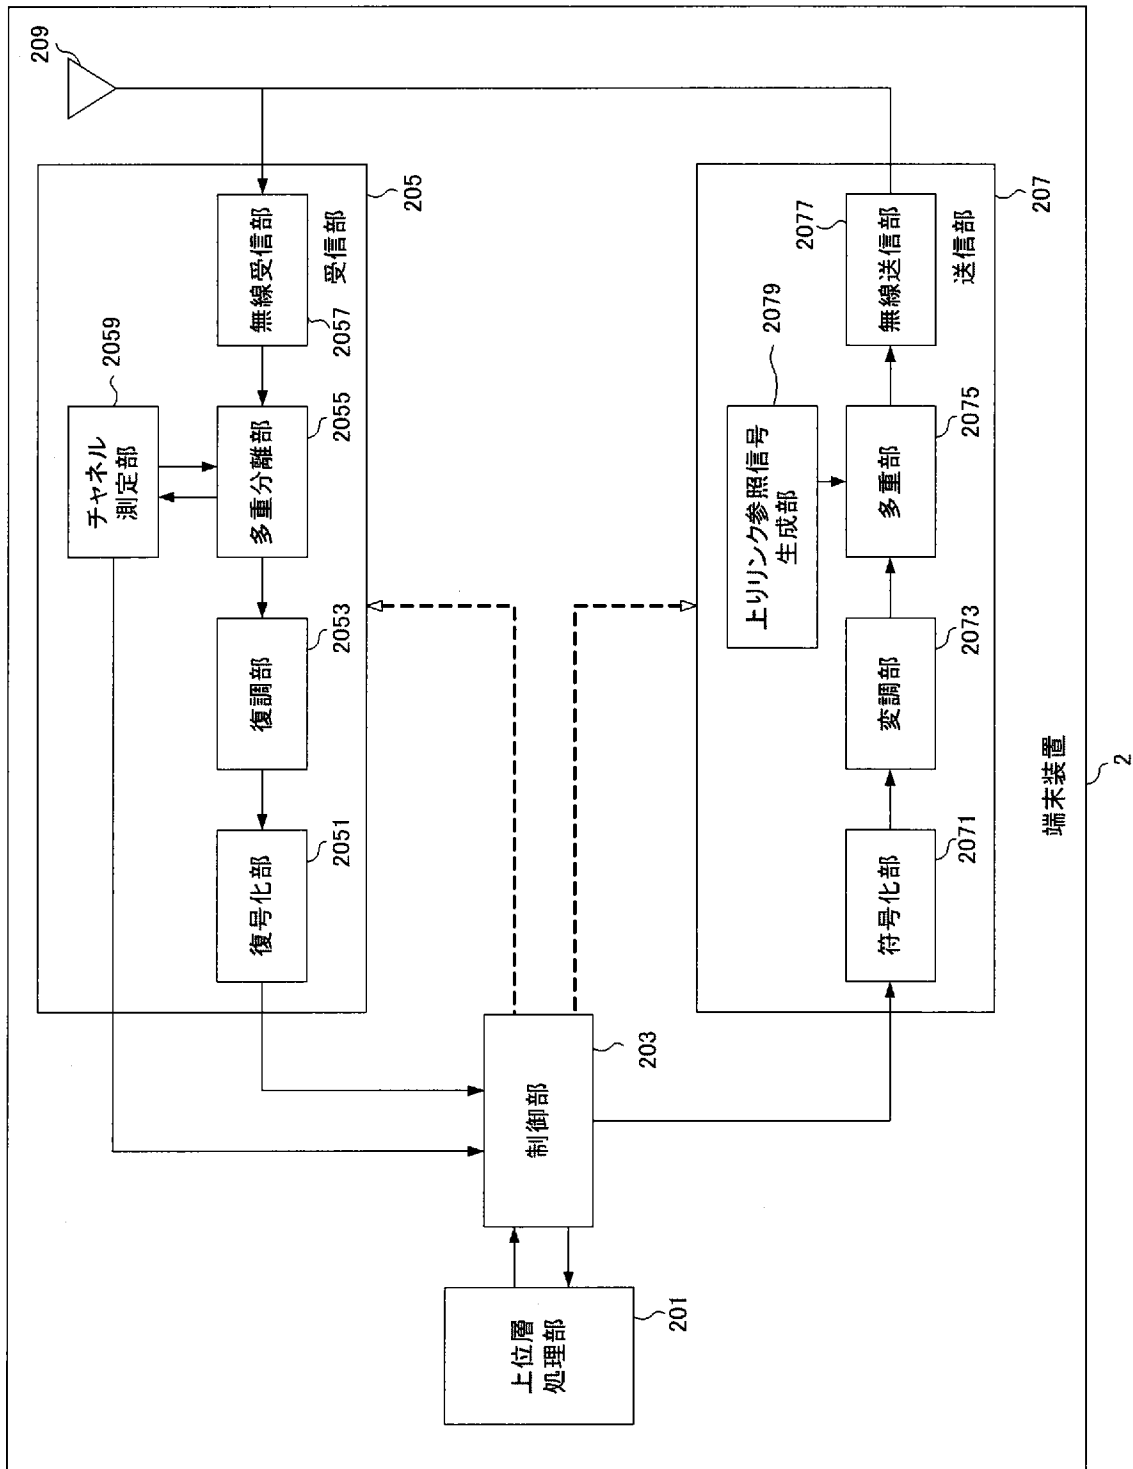 209
205
無線受信部
受信部
2057
チャネル
測定部
2059
多重分離部
2055
復調部
2053
復号化部
2051
制御部
203
上位層
処理部
201
207
2077
無線送信部
送信部
上りリンク参照信号
生成部
2079
多重部
2075
変調部
2073
符号化部
2071
端末装置
2